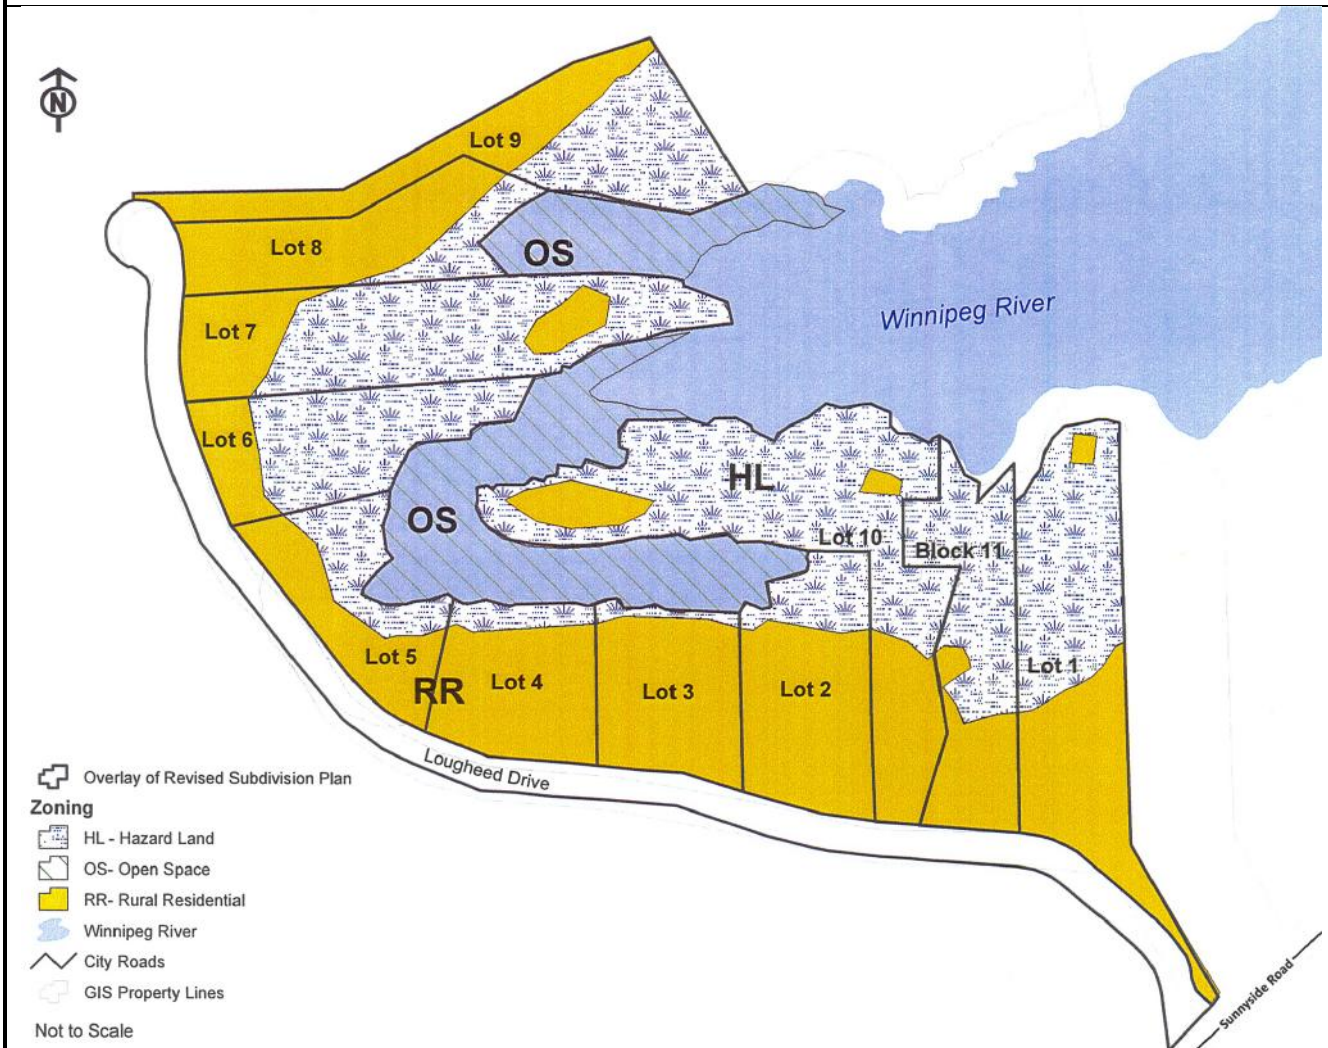 N
Lot 9
Lot 8
OS
Lot 7
Winnipeg River
Lot 6
HL
OS
Lot 10
Block 11
Lot 5
Lot 1
RR
Lot 4
Lot 3
Lot 2
Lougheed Drive
Overlay of Revised Subdivision Plan
Zoning
HL - Hazard Land
OS- Open Space
RR- Rural Residential
Winnipeg River
City Roads
GIS Property Lines
Not to Scale
Sunnyside Road